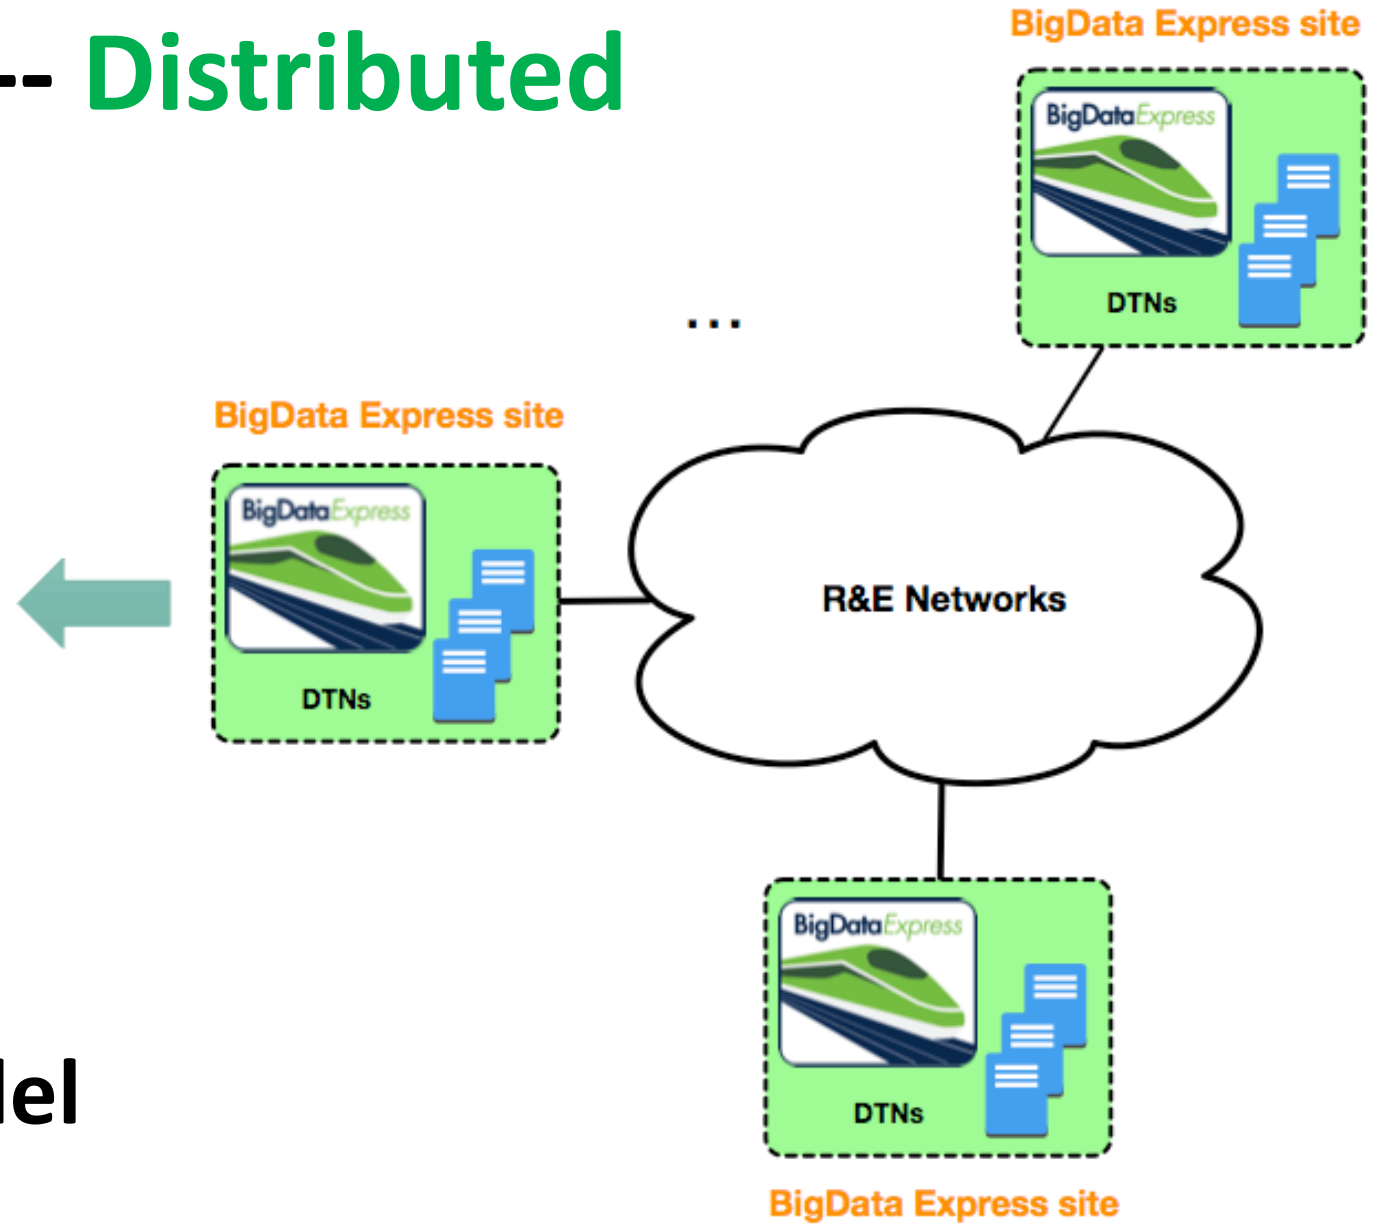 -- Distributed
BigData Express site
BigDataExpress
DTNs
...
BigData Express site
BigDataExpress
DTNs
R&E Networks
BigDataExpress
DTNs
BigData Express site
del